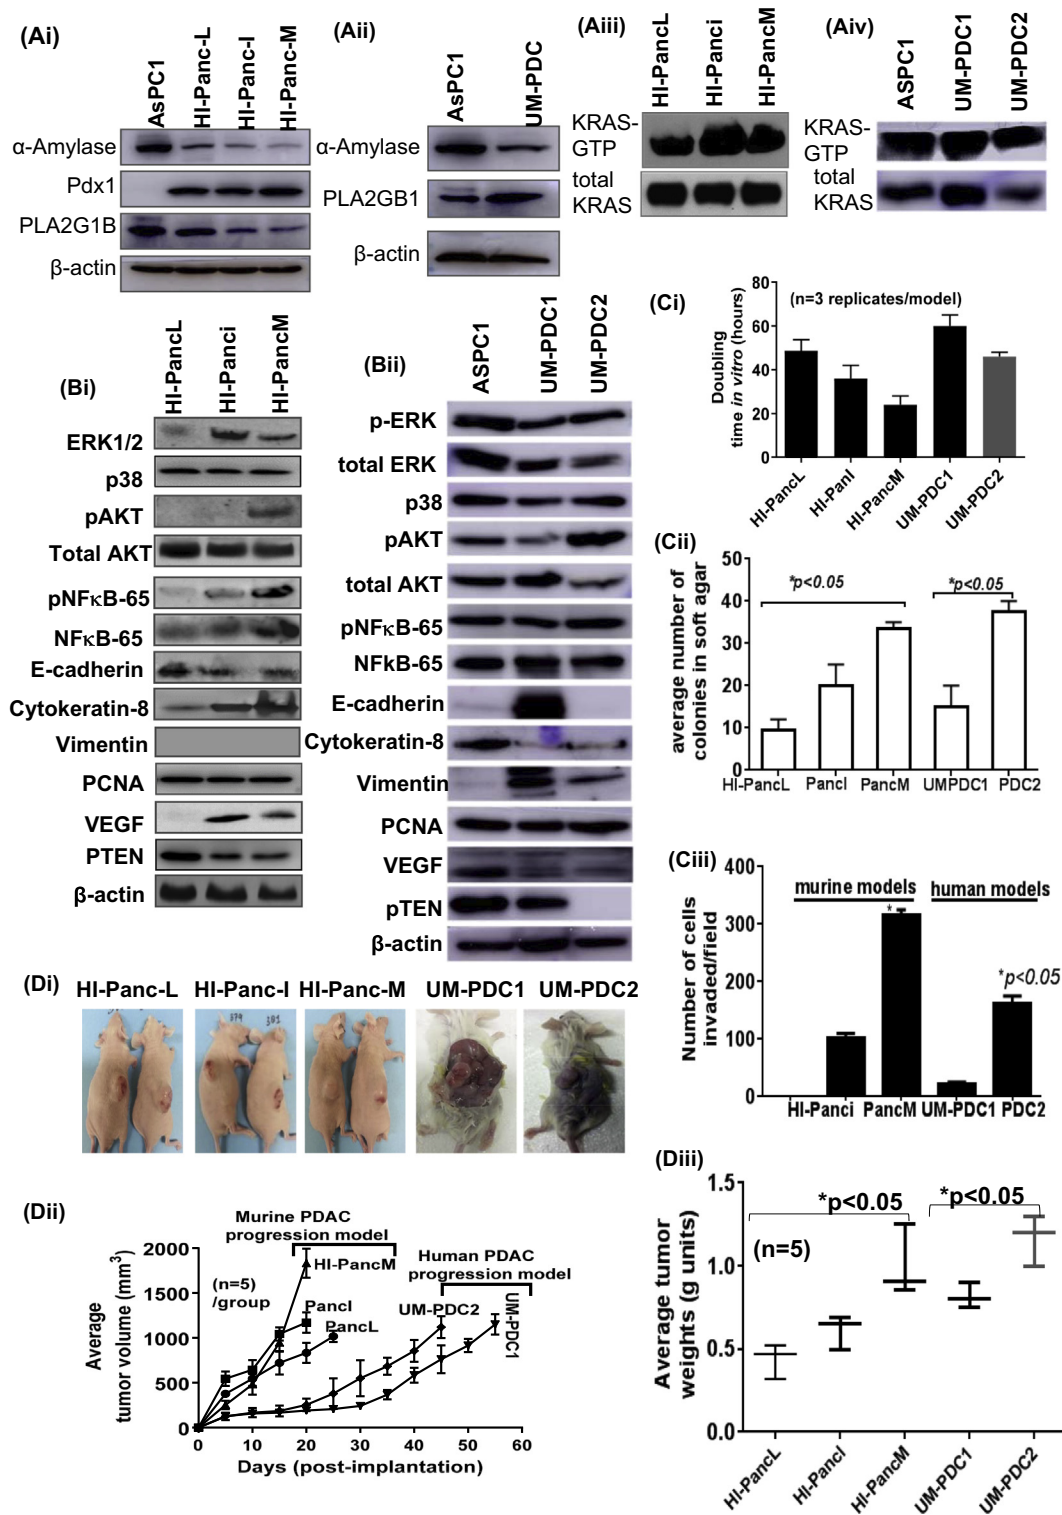 (Ai)
AsPC1
HI-Panc-L
HI-Panc-I
HI-Panc-M
α-Amylase
Pdx1
PLA2G1B
β-actin
(Aii)
AsPC1
UM-PDC
α-Amylase
PLA2GB1
β-actin
(Aiii)
HI-PancL
HI-Panci
HI-PancM
KRAS-
GTP
total
KRAS
(Aiv)
ASPC1
UM-PDC1
UM-PDC2
KRAS-
GTP
total
KRAS
(Bi)
HI-PancL
HI-Panci
HI-PancM
ERK1/2
p38
pAKT
Total AKT
pNFκB-65
NFκB-65
E-cadherin
Cytokeratin-8
Vimentin
PCNA
VEGF
PTEN
β-actin
(Bii)
ASPC1
UM-PDC1
UM-PDC2
p-ERK
total ERK
p38
pAKT
total AKT
pNFκB-65
NFkB-65
E-cadherin
Cytokeratin-8
Vimentin
PCNA
VEGF
pTEN
β-actin
(Ci)
(n=3 replicates/model)
Doubling
time in vitro (hours)
80
60
40
20
0
HI-PancL
HI-PanI
HI-PancM
UM-PDC1
UM-PDC2
(Cii)
average number of
colonies in soft agar
50
40
30
20
10
0
*p<0.05
*p<0.05
HI-PancL
PancI
PancM
UMPDC1
PDC2
(Ciii)
Number of cells
invaded/field
400
300
200
100
0
murine models
human models
*
*p<0.05
HI-Panci
PancM
UM-PDC1
PDC2
(Di)
HI-Panc-L
HI-Panc-I
HI-Panc-M
UM-PDC1
UM-PDC2
379
381
(Dii)
Average
tumor volume (mm³)
2000
1500
1000
500
0
Murine PDAC
progression model
(n=5)
/group
HI-PancM
PancI
PancL
Human PDAC
progression model
UM-PDC2
UM-PDC1
0
10
20
30
40
50
60
Days (post-implantation)
(Diii)
Average tumor
weights (g units)
1.5
1.0
0.5
0.0
*p<0.05
*p<0.05
(n=5)
HI-PancL
HI-PancI
HI-PancM
UM-PDC1
UM-PDC2